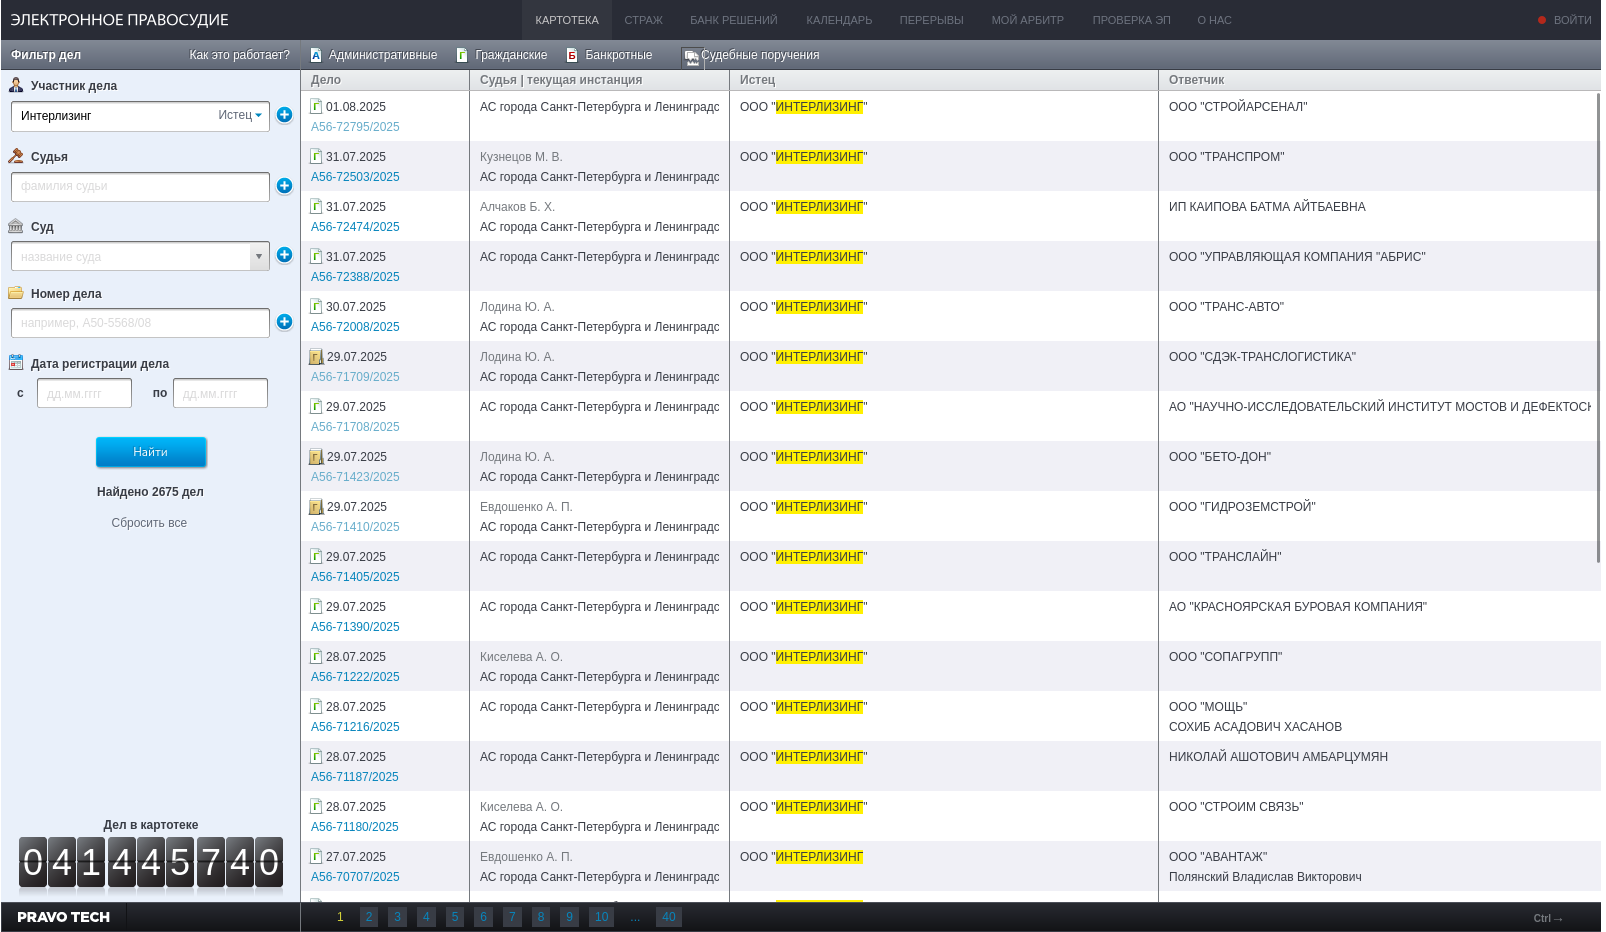 ЭЛЕКТРОННОЕ ПРАВОСУДИЕ КАРТОТЕКА СТРАЖ БАНК РЕШЕНИЙ КАЛЕНДАРЬ ПЕРЕРЫВЫ МОЙ АРБИТР ПРОВЕРКА ЭП О НАС ВОЙТИ
Фильтр дел Как это работает? А Административные Г Гражданские Б Банкротные Судебные поручения
Участник дела
Интерлизинг Истец
Судья
фамилия судьи
Суд
название суда
Номер дела
например, А50-5568/08
Дата регистрации дела
с дд.мм.гггг по дд.мм.гггг
Найти
Найдено 2675 дел
Сбросить все
Дел в картотеке
041445740
Дело Судья | текущая инстанция Истец Ответчик
Г 01.08.2025 АС города Санкт-Петербурга и Ленинградс ООО "ИНТЕРЛИЗИНГ" ООО "СТРОЙАРСЕНАЛ"
А56-72795/2025
Г 31.07.2025 Кузнецов М. В. ООО "ИНТЕРЛИЗИНГ" ООО "ТРАНСПРОМ"
А56-72503/2025 АС города Санкт-Петербурга и Ленинградс
Г 31.07.2025 Алчаков Б. Х. ООО "ИНТЕРЛИЗИНГ" ИП КАИПОВА БАТМА АЙТБАЕВНА
А56-72474/2025 АС города Санкт-Петербурга и Ленинградс
Г 31.07.2025 АС города Санкт-Петербурга и Ленинградс ООО "ИНТЕРЛИЗИНГ" ООО "УПРАВЛЯЮЩАЯ КОМПАНИЯ "АБРИС"
А56-72388/2025
Г 30.07.2025 Лодина Ю. А. ООО "ИНТЕРЛИЗИНГ" ООО "ТРАНС-АВТО"
А56-72008/2025 АС города Санкт-Петербурга и Ленинградс
Г 29.07.2025 Лодина Ю. А. ООО "ИНТЕРЛИЗИНГ" ООО "СДЭК-ТРАНСЛОГИСТИКА"
А56-71709/2025 АС города Санкт-Петербурга и Ленинградс
Г 29.07.2025 АС города Санкт-Петербурга и Ленинградс ООО "ИНТЕРЛИЗИНГ" АО "НАУЧНО-ИССЛЕДОВАТЕЛЬСКИЙ ИНСТИТУТ МОСТОВ И ДЕФЕКТОСК
А56-71708/2025
Г 29.07.2025 Лодина Ю. А. ООО "ИНТЕРЛИЗИНГ" ООО "БЕТО-ДОН"
А56-71423/2025 АС города Санкт-Петербурга и Ленинградс
Г 29.07.2025 Евдошенко А. П. ООО "ИНТЕРЛИЗИНГ" ООО "ГИДРОЗЕМСТРОЙ"
А56-71410/2025 АС города Санкт-Петербурга и Ленинградс
Г 29.07.2025 АС города Санкт-Петербурга и Ленинградс ООО "ИНТЕРЛИЗИНГ" ООО "ТРАНСЛАЙН"
А56-71405/2025
Г 29.07.2025 АС города Санкт-Петербурга и Ленинградс ООО "ИНТЕРЛИЗИНГ" АО "КРАСНОЯРСКАЯ БУРОВАЯ КОМПАНИЯ"
А56-71390/2025
Г 28.07.2025 Киселева А. О. ООО "ИНТЕРЛИЗИНГ" ООО "СОПАГРУПП"
А56-71222/2025 АС города Санкт-Петербурга и Ленинградс
Г 28.07.2025 АС города Санкт-Петербурга и Ленинградс ООО "ИНТЕРЛИЗИНГ" ООО "МОЩЬ"
А56-71216/2025 СОХИБ АСАДОВИЧ ХАСАНОВ
Г 28.07.2025 АС города Санкт-Петербурга и Ленинградс ООО "ИНТЕРЛИЗИНГ" НИКОЛАЙ АШОТОВИЧ АМБАРЦУМЯН
А56-71187/2025
Г 28.07.2025 Киселева А. О. ООО "ИНТЕРЛИЗИНГ" ООО "СТРОИМ СВЯЗЬ"
А56-71180/2025 АС города Санкт-Петербурга и Ленинградс
Г 27.07.2025 Евдошенко А. П. ООО "ИНТЕРЛИЗИНГ ООО "АВАНТАЖ"
А56-70707/2025 АС города Санкт-Петербурга и Ленинградс Полянский Владислав Викторович
PRAVO TECH 1 2 3 4 5 6 7 8 9 10 ... 40 Ctrl →